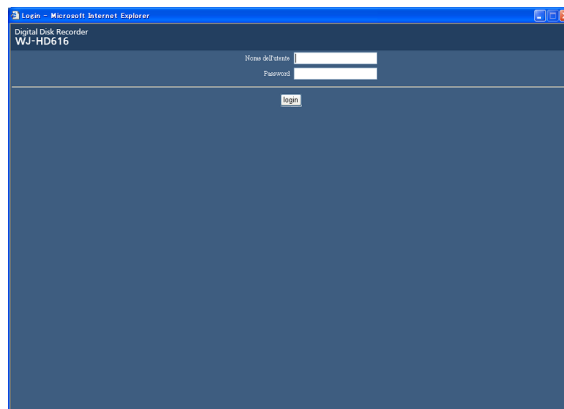 Login - Microsoft Internet Explorer
Digital Disk Recorder
WJ-HD616
Nome dell'utente
Password
login